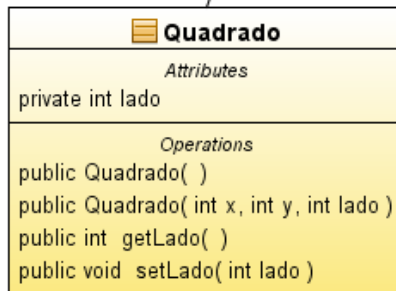 Quadrado
Attributes
private int lado
Operations
public Quadrado( )
public Quadrado( int x, int y, int lado )
public int getLado( )
public void setLado( int lado )